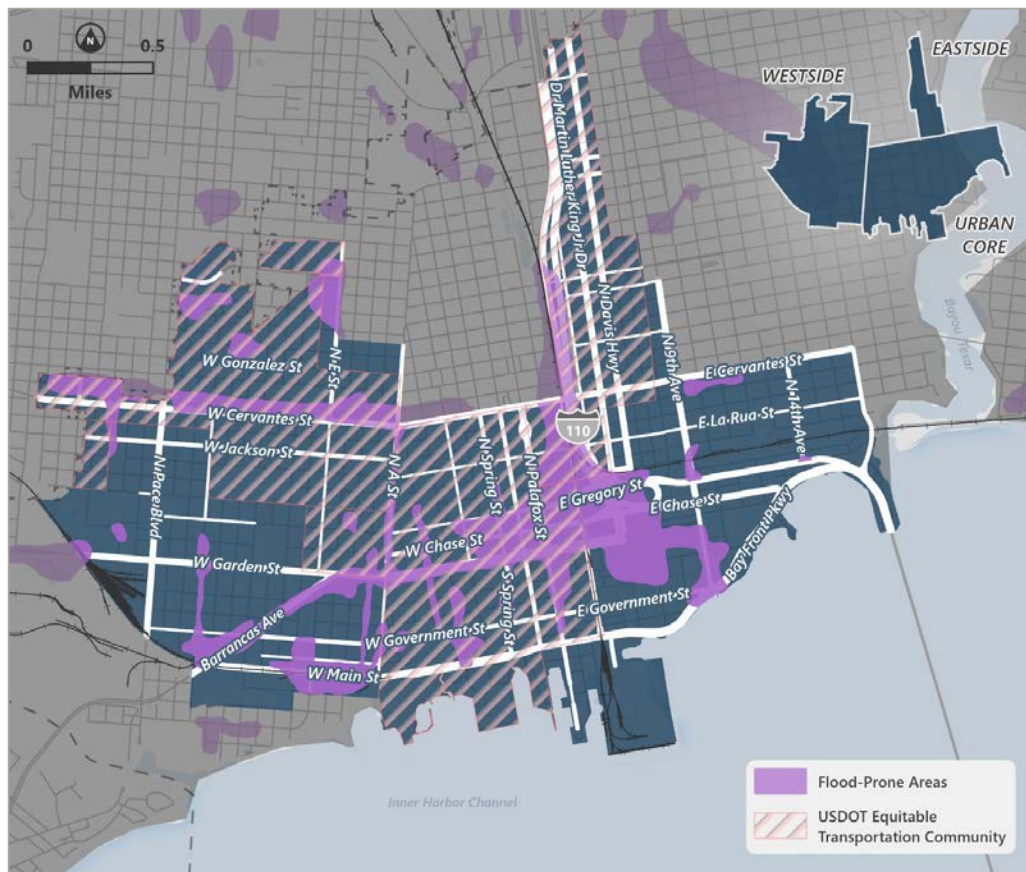 N
0 0.5
Miles
EASTSIDE
WESTSIDE
URBAN
CORE
Bayou Texar
Dr Martin Luther King Jr Dr
N Davis Hwy
N 9th Ave
N E St
W Gonzalez St
E Cervantes St
N 14th Ave
W Cervantes St
E La Rua St
110
W Jackson St
N A St
N Spring St
N Palafox St
N Pace Blvd
E Gregory St
E Chase St
W Chase St
W Garden St
Bay Front Pkwy
E Government St
S Spring St
W Government St
Barrancas Ave
W Main St
Flood-Prone Areas
Inner Harbor Channel
USDOT Equitable
Transportation Community